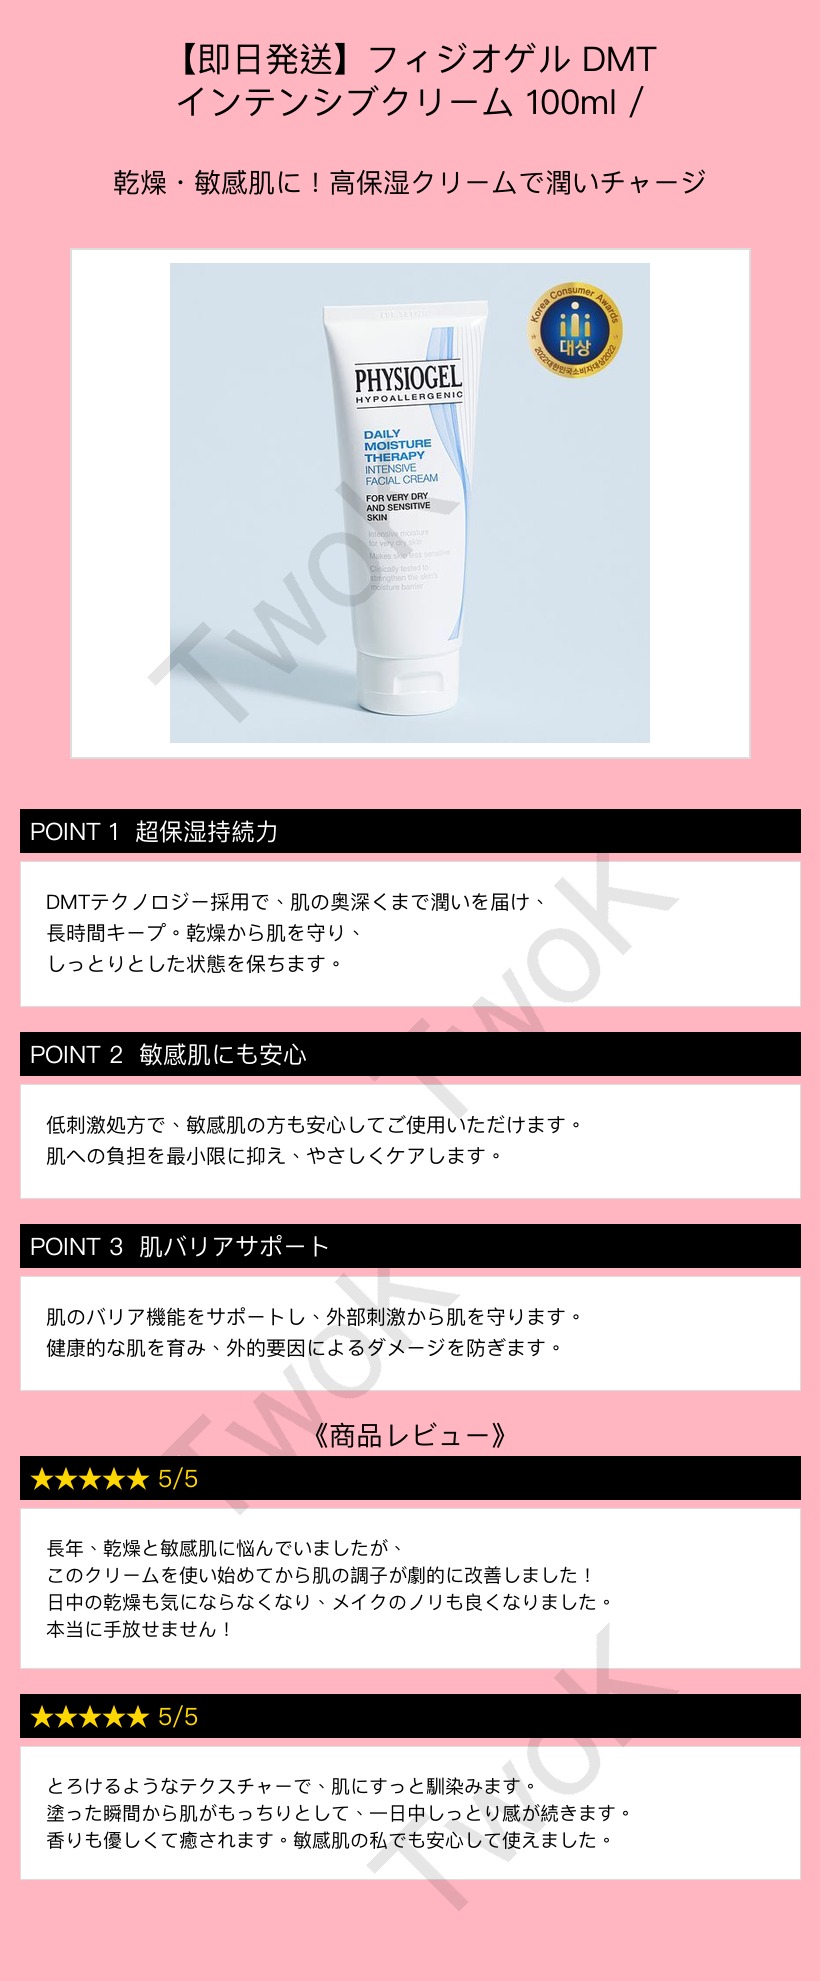 【即日発送】フィジオゲル DMT
インテンシブクリーム 100ml /
乾燥・敏感肌に！高保湿クリームで潤いチャージ
Korea Consumer Awards
대상
2022대한민국소비자대상2022
PHYSIOGEL
HYPOALLERGENIC
DAILY
MOISTURE
THERAPY
INTENSIVE
FACIAL CREAM
FOR VERY DRY
AND SENSITIVE
SKIN
Intensive moisture
for very dry skin
Makes skin less sensitive
Clinically tested to
strengthen the skin's
moisture barrier
TwoK
POINT 1 超保湿持続力
DMTテクノロジー採用で、肌の奥深くまで潤いを届け、
長時間キープ。乾燥から肌を守り、
しっとりとした状態を保ちます。
TwoK
POINT 2 敏感肌にも安心
低刺激処方で、敏感肌の方も安心してご使用いただけます。
肌への負担を最小限に抑え、やさしくケアします。
POINT 3 肌バリアサポート
肌のバリア機能をサポートし、外部刺激から肌を守ります。
健康的な肌を育み、外的要因によるダメージを防ぎます。
TwoK
《商品レビュー》
★★★★★ 5/5
長年、乾燥と敏感肌に悩んでいましたが、
このクリームを使い始めてから肌の調子が劇的に改善しました！
日中の乾燥も気にならなくなり、メイクのノリも良くなりました。
本当に手放せません！
★★★★★ 5/5
とろけるようなテクスチャーで、肌にすっと馴染みます。
塗った瞬間から肌がもっちりとして、一日中しっとり感が続きます。
香りも優しくて癒されます。敏感肌の私でも安心して使えました。
TwoK